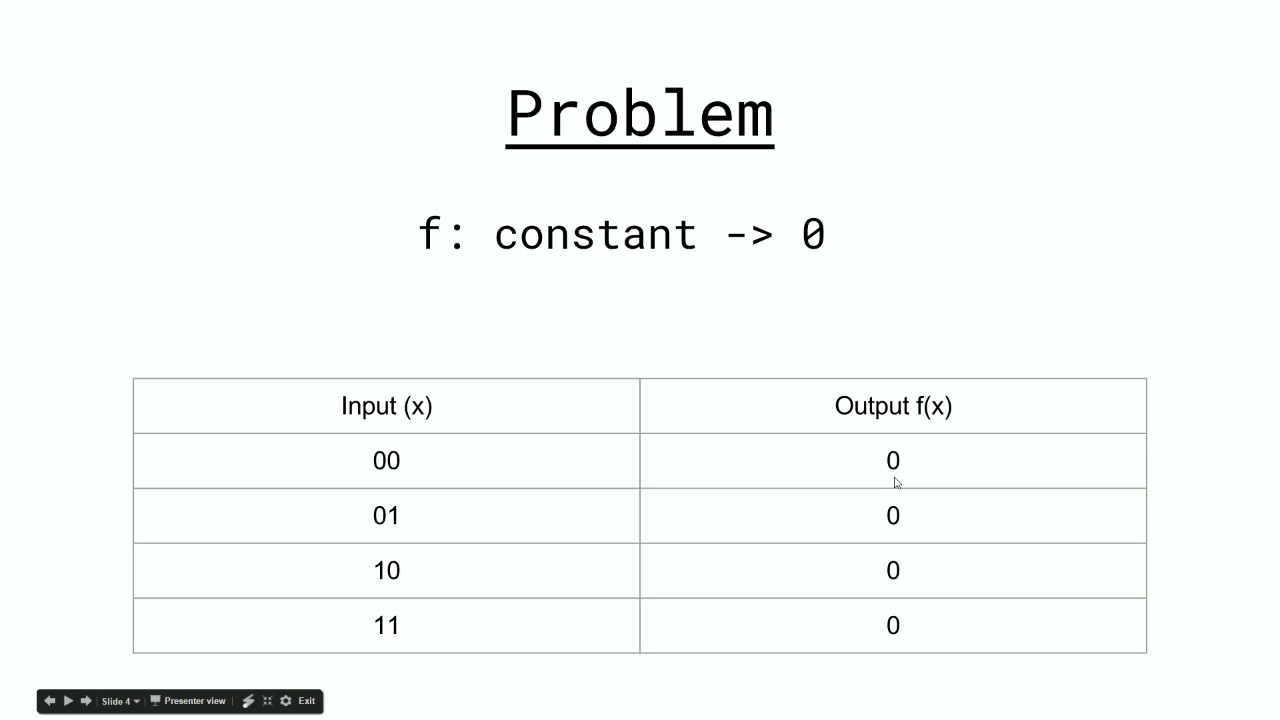 Problem
f: constant -> 0
Input (x) Output f(x)
00 0
01 0
10 0
11 0
Slide 4 Presenter view Exit